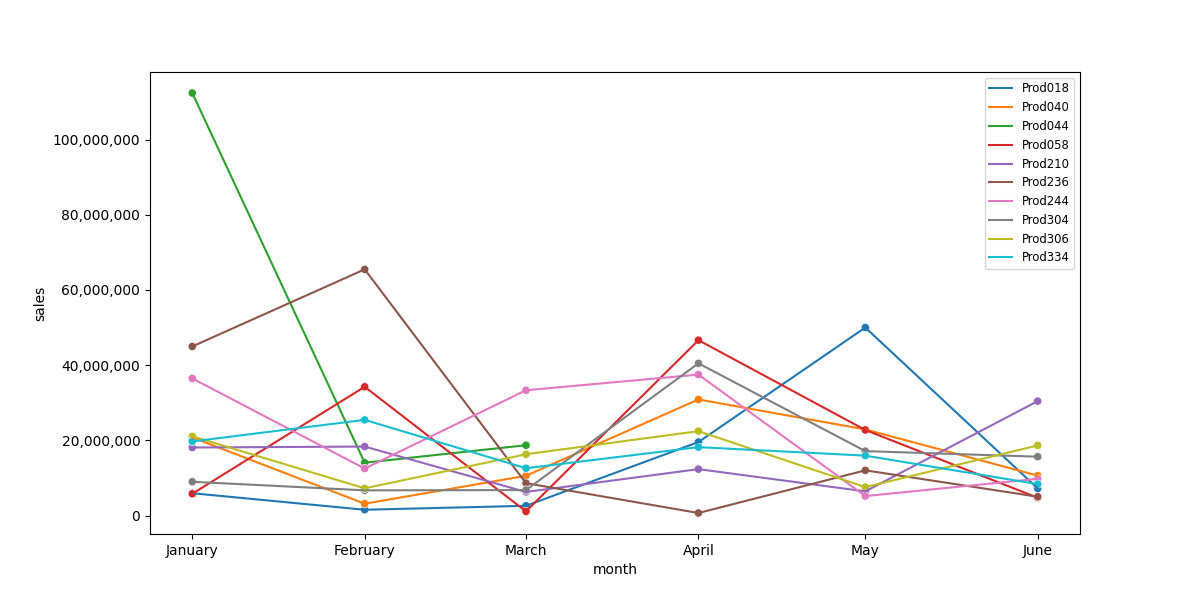 Prod018
Prod040
Prod044
Prod058
Prod210
Prod236
Prod244
Prod304
Prod306
Prod334
100,000,000
80,000,000
60,000,000
40,000,000
20,000,000
0
sales
January February March April May June
month